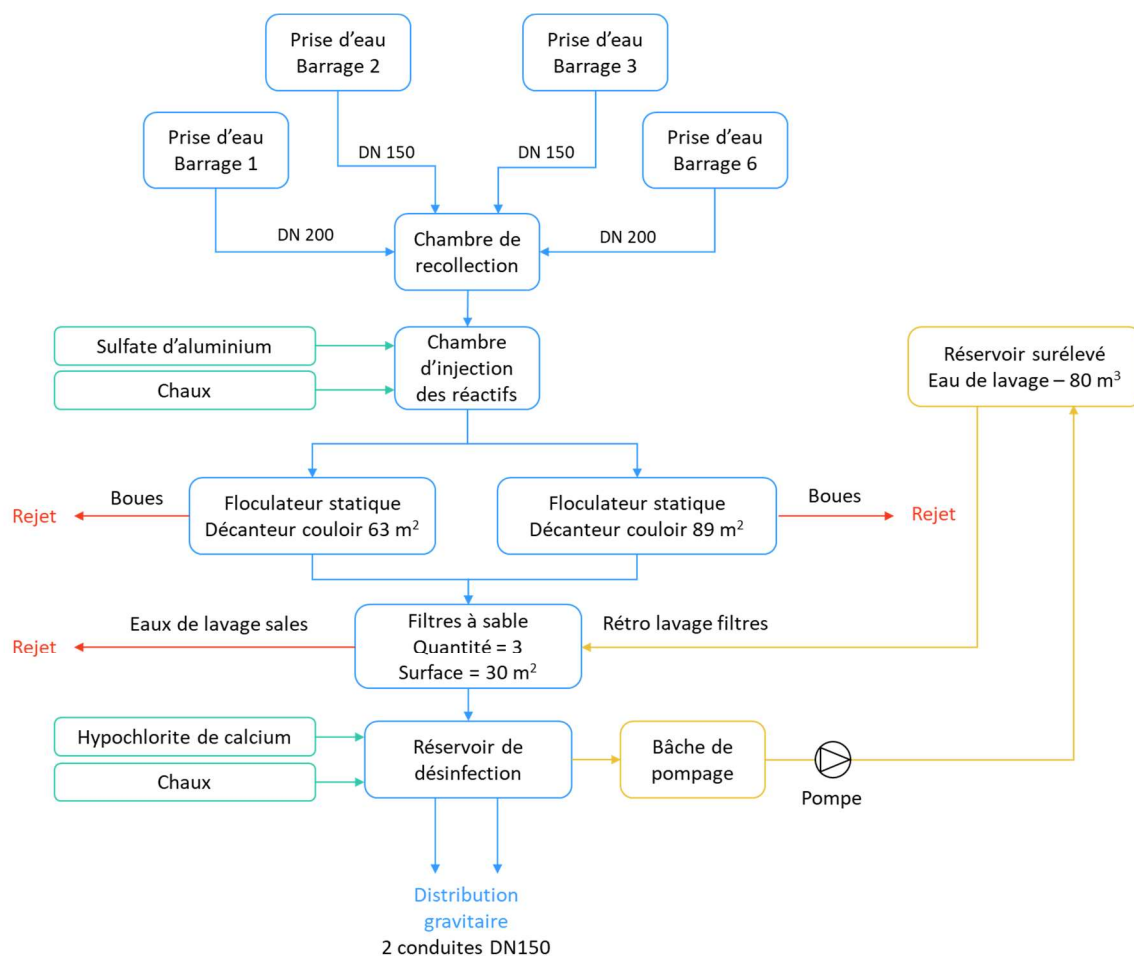 Prise d’eau
Barrage 2
Prise d’eau
Barrage 3
Prise d’eau
Barrage 1
DN 150
DN 150
Prise d’eau
Barrage 6
DN 200
Chambre de
recollection
DN 200
Sulfate d’aluminium
Chaux
Chambre
d’injection
des réactifs
Réservoir surélevé
Eau de lavage – 80 m³
Rejet
Boues
Floculateur statique
Décanteur couloir 63 m²
Floculateur statique
Décanteur couloir 89 m²
Boues
Rejet
Rejet
Eaux de lavage sales
Filtres à sable
Quantité = 3
Surface = 30 m²
Rétro lavage filtres
Hypochlorite de calcium
Chaux
Réservoir de
désinfection
Bâche de
pompage
Pompe
Distribution
gravitaire
2 conduites DN150